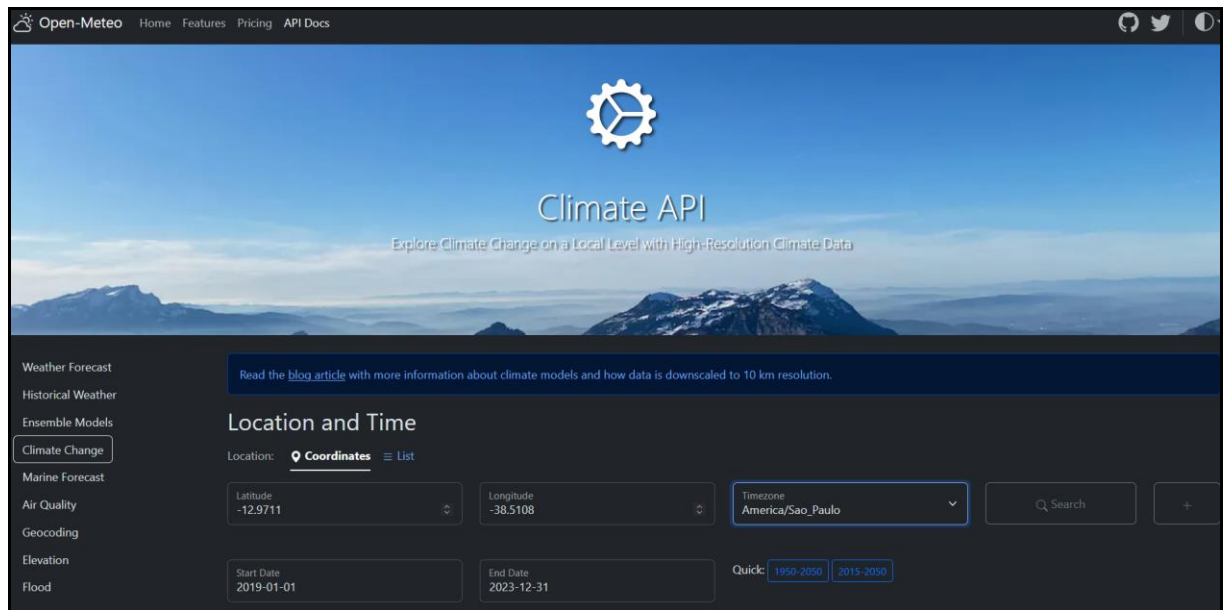 Open-Meteo Home Features Pricing API Docs
Climate API
Explore Climate Change on a Local Level with High-Resolution Climate Data
Weather Forecast
Historical Weather
Ensemble Models
Climate Change
Marine Forecast
Air Quality
Geocoding
Elevation
Flood
Read the blog article with more information about climate models and how data is downscaled to 10 km resolution.
Location and Time
Location: Coordinates List
Latitude
-12.9711
Longitude
-38.5108
Timezone
America/Sao_Paulo
Search
+
Start Date
2019-01-01
End Date
2023-12-31
Quick: 1950-2050 2015-2050